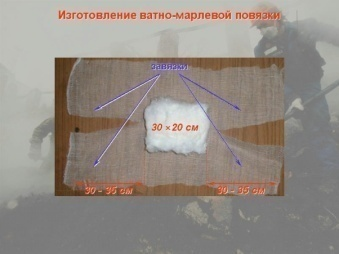 Изготовление ватно-марлевой повязки
завязки
30 × 20 см
30 – 35 см
30 – 35 см